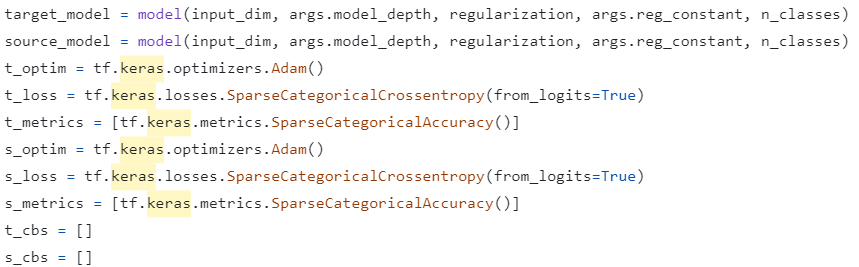 target_model = model(input_dim, args.model_depth, regularization, args.reg_constant, n_classes)
source_model = model(input_dim, args.model_depth, regularization, args.reg_constant, n_classes)
t_optim = tf.keras.optimizers.Adam()
t_loss = tf.keras.losses.SparseCategoricalCrossentropy(from_logits=True)
t_metrics = [tf.keras.metrics.SparseCategoricalAccuracy()]
s_optim = tf.keras.optimizers.Adam()
s_loss = tf.keras.losses.SparseCategoricalCrossentropy(from_logits=True)
s_metrics = [tf.keras.metrics.SparseCategoricalAccuracy()]
t_cbs = []
s_cbs = []